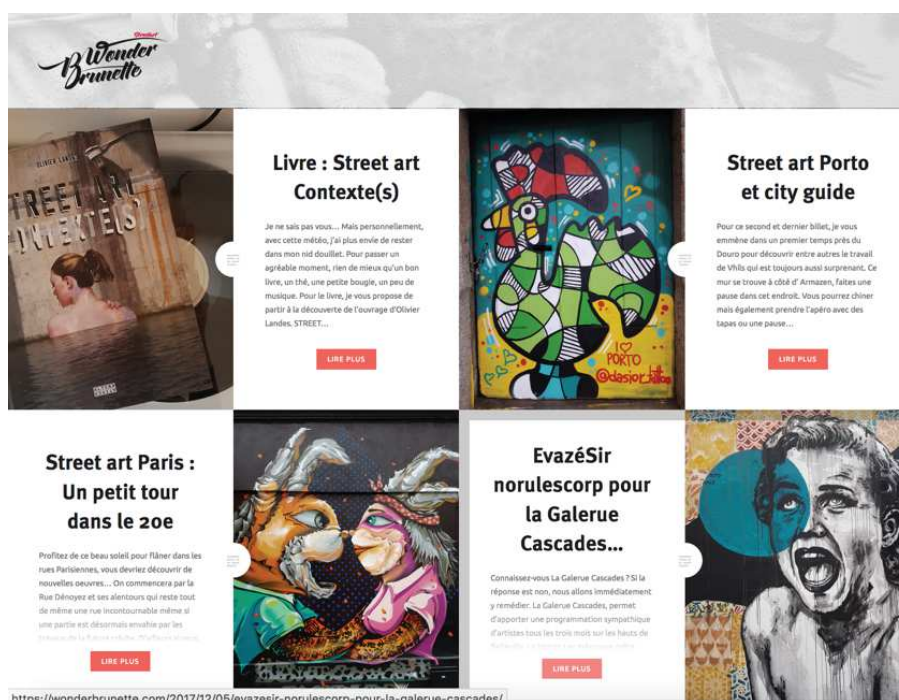 Wonder
Brunette
OLIVIER LANDES
STREET ART
CONTEXTE(S)
Livre : Street art
Contexte(s)
Je ne sais pas vous... Mais personnellement,
avec cette météo, j'ai plus envie de rester
dans mon nid douillet. Pour passer un
agréable moment, rien de mieux qu'un bon
livre, un thé, une petite bougie, un peu de
musique. Pour le livre, je vous propose de
partir à la découverte de l'ouvrage d'Olivier
Landes. STREET...
LIRE PLUS
I
PORTO
@dasjor
Street art Porto
et city guide
Pour ce second et dernier billet, je vous
emmène dans un premier temps près du
Douro pour découvrir entre autres le travail
de Vhils qui est toujours aussi surprenant. Ce
mur se trouve à côté d' Armazen, faites une
pause dans cet endroit. Vous pourrez chiner
mais également prendre l'apéro avec des
tapas ou une pause...
LIRE PLUS
Street art Paris :
Un petit tour
dans le 20e
Profitez de ce beau soleil pour flâner dans les
rues Parisiennes, vous devriez découvrir de
nouvelles oeuvres... On commencera par la
Rue Dénoyez et ses alentours qui reste tout
de même une rue incontournable même si
une partie est désormais envahie par les
LIRE PLUS
EvazéSir
norulescorp pour
la Galerue
Cascades...
Connaissez-vous La Galerue Cascades ? Si la
réponse est non, nous allons immédiatement
y remédier. La Galerue Cascades, permet
d'apporter une programmation sympathique
d'artistes tous les trois mois sur les hauts de
LIRE PLUS
https://wonderbrunette.com/2017/12/05/evazesir-norulescorp-pour-la-galerue-cascades/